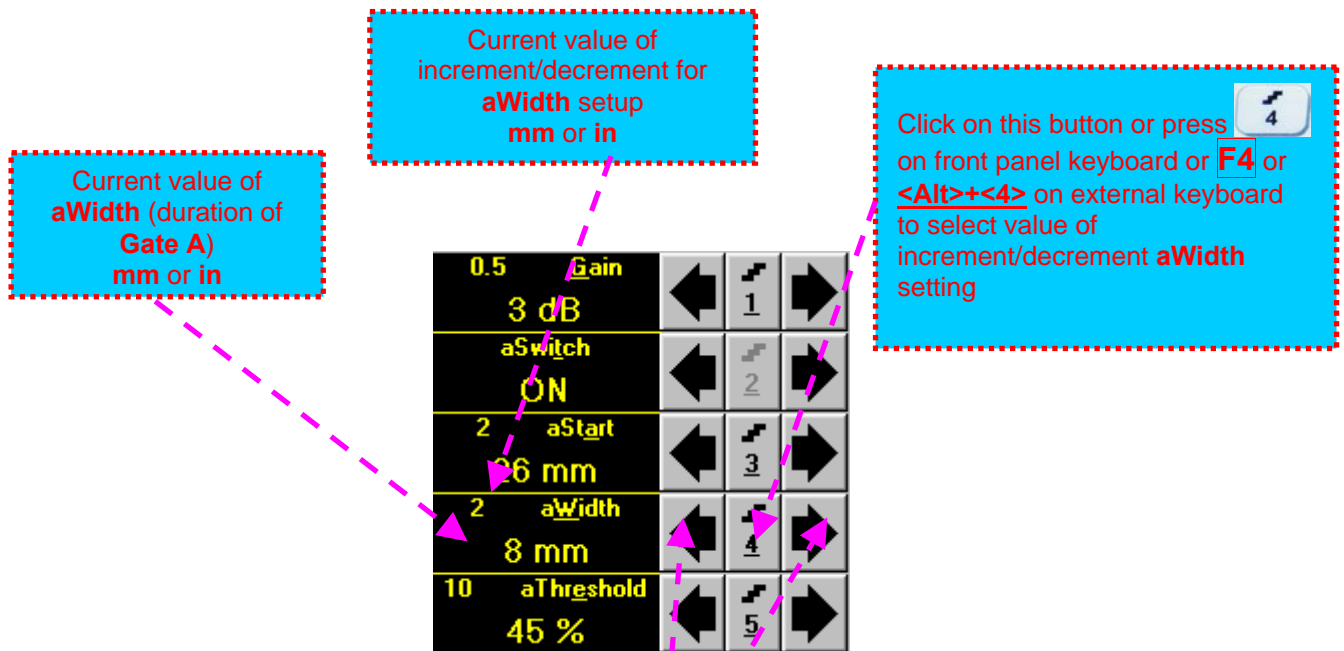 Current value of
increment/decrement for
aWidth setup
mm or in
4
Click on this button or press
on front panel keyboard or F4 or
<Alt>+<4> on external keyboard
to select value of
increment/decrement aWidth
setting
Current value of
aWidth (duration of
Gate A)
mm or in
0.5 Gain
3 dB
1
aSwitch
ON
2
2 aStart
26 mm
3
2 aWidth
8 mm
4
10 aThreshold
45 %
5